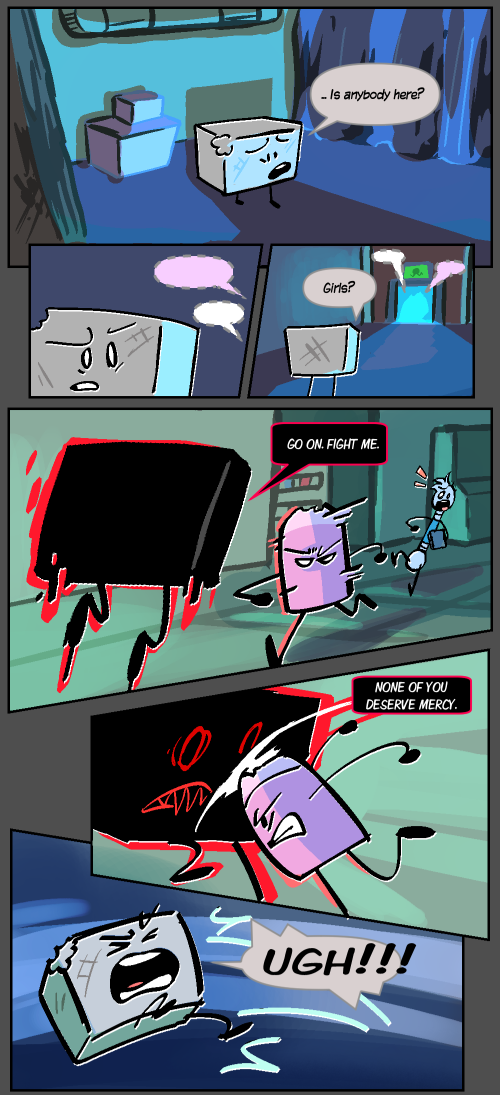 .. Is anybody here?
Girls?
GO ON. FIGHT ME.
NONE OF YOU
DESERVE MERCY.
UGH!!!